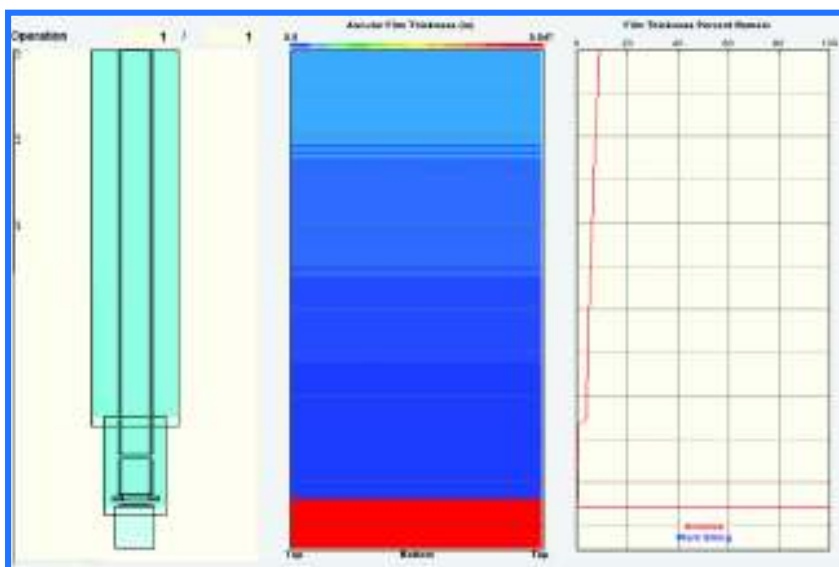 Operation 1 / 1
Annular Film Thickness (in)
0.0 0.047
Top Bottom Top
Film Thickness Percent Remain
0 20 40 60 80 100
Annulus
Work String